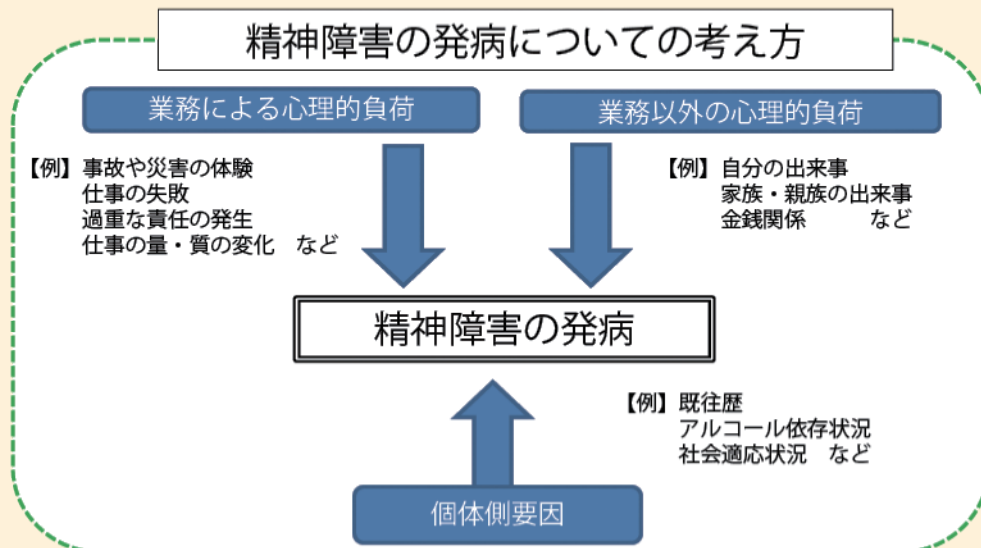 精神障害の発病についての考え方
業務による心理的負荷
業務以外の心理的負荷
【例】事故や災害の体験
仕事の失敗
過重な責任の発生
仕事の量・質の変化　など
【例】自分の出来事
家族・親族の出来事
金銭関係　　　など
精神障害の発病
【例】既往歴
アルコール依存状況
社会適応状況　など
個体側要因